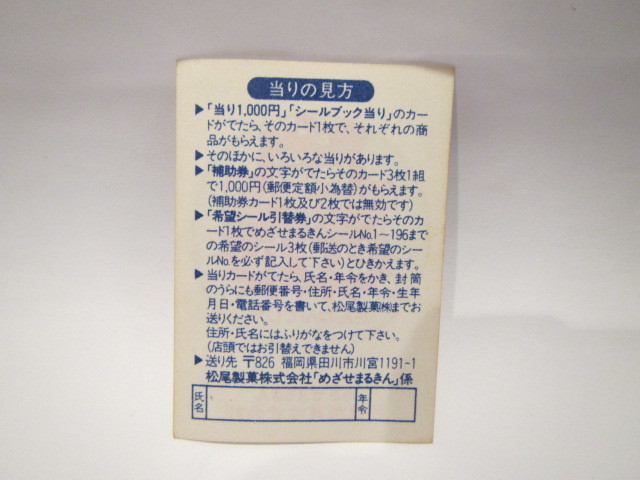 当りの見方
▶「当り1,000円」「シールブック当り」のカー
ドがでたら、そのカード1枚で、それぞれの商
品がもらえます。
▶そのほかに、いろいろな当りがあります。
▶「補助券」の文字がでたらそのカード3枚1組
で1,000円(郵便定額小為替)がもらえます。
(補助券カード1枚及び2枚では無効です)
▶「希望シール引替券」の文字がでたらそのカ
ード1枚でめざせまるきんシールNo.1〜196まで
の希望のシール3枚(郵送のとき希望のシー
ルNo.を必ず記入して下さい)とひきかえます。
▶当りカードがでたら、氏名・年令をかき、封筒
のうらにも郵便番号・住所・氏名・年令・生年
月日・電話番号を書いて、松尾製菓㈱までお
送りください。
住所・氏名にはふりがなをつけて下さい。
(店頭ではお引替えできません)
▶送り先 〒826 福岡県田川市川宮1191-1
松尾製菓株式会社「めざせまるきん」係
氏名 年令